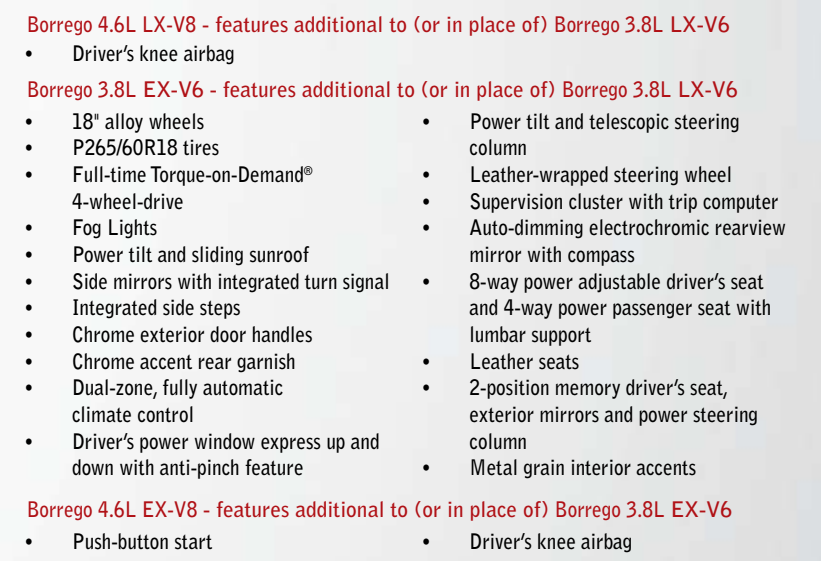 Borrego 4.6L LX-V8 - features additional to (or in place of) Borrego 3.8L LX-V6
• Driver's knee airbag
Borrego 3.8L EX-V6 - features additional to (or in place of) Borrego 3.8L LX-V6
• 18" alloy wheels
• P265/60R18 tires
• Full-time Torque-on-Demand®
4-wheel-drive
• Fog Lights
• Power tilt and sliding sunroof
• Side mirrors with integrated turn signal
• Integrated side steps
• Chrome exterior door handles
• Chrome accent rear garnish
• Dual-zone, fully automatic
climate control
• Driver's power window express up and
down with anti-pinch feature
• Power tilt and telescopic steering
column
• Leather-wrapped steering wheel
• Supervision cluster with trip computer
• Auto-dimming electrochromic rearview
mirror with compass
• 8-way power adjustable driver's seat
and 4-way power passenger seat with
lumbar support
• Leather seats
• 2-position memory driver's seat,
exterior mirrors and power steering
column
• Metal grain interior accents
Borrego 4.6L EX-V8 - features additional to (or in place of) Borrego 3.8L EX-V6
• Push-button start
• Driver's knee airbag